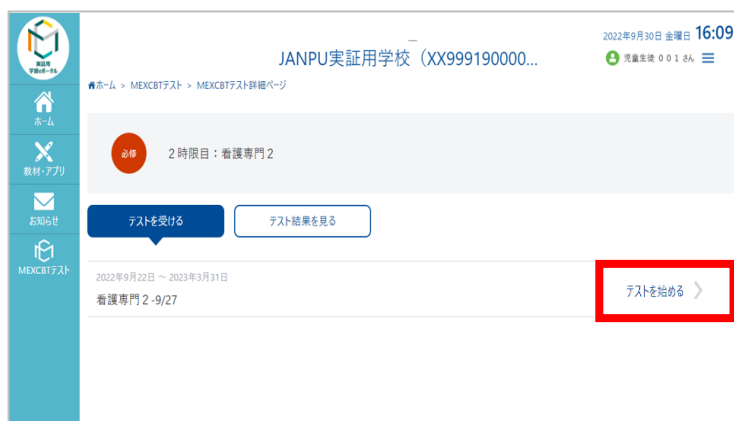 2022年9月30日 金曜日 16:09
JANPU実証用学校（XX999190000...
児童生徒 ００１さん
ホーム > MEXCBTテスト > MEXCBTテスト詳細ページ
実証用
学習eポータル
ホーム
教材・アプリ
お知らせ
MEXCBTテスト
必修
２時限目：看護専門２
テストを受ける
テスト結果を見る
2022年9月22日 ～ 2023年3月31日
看護専門２-9/27
テストを始める